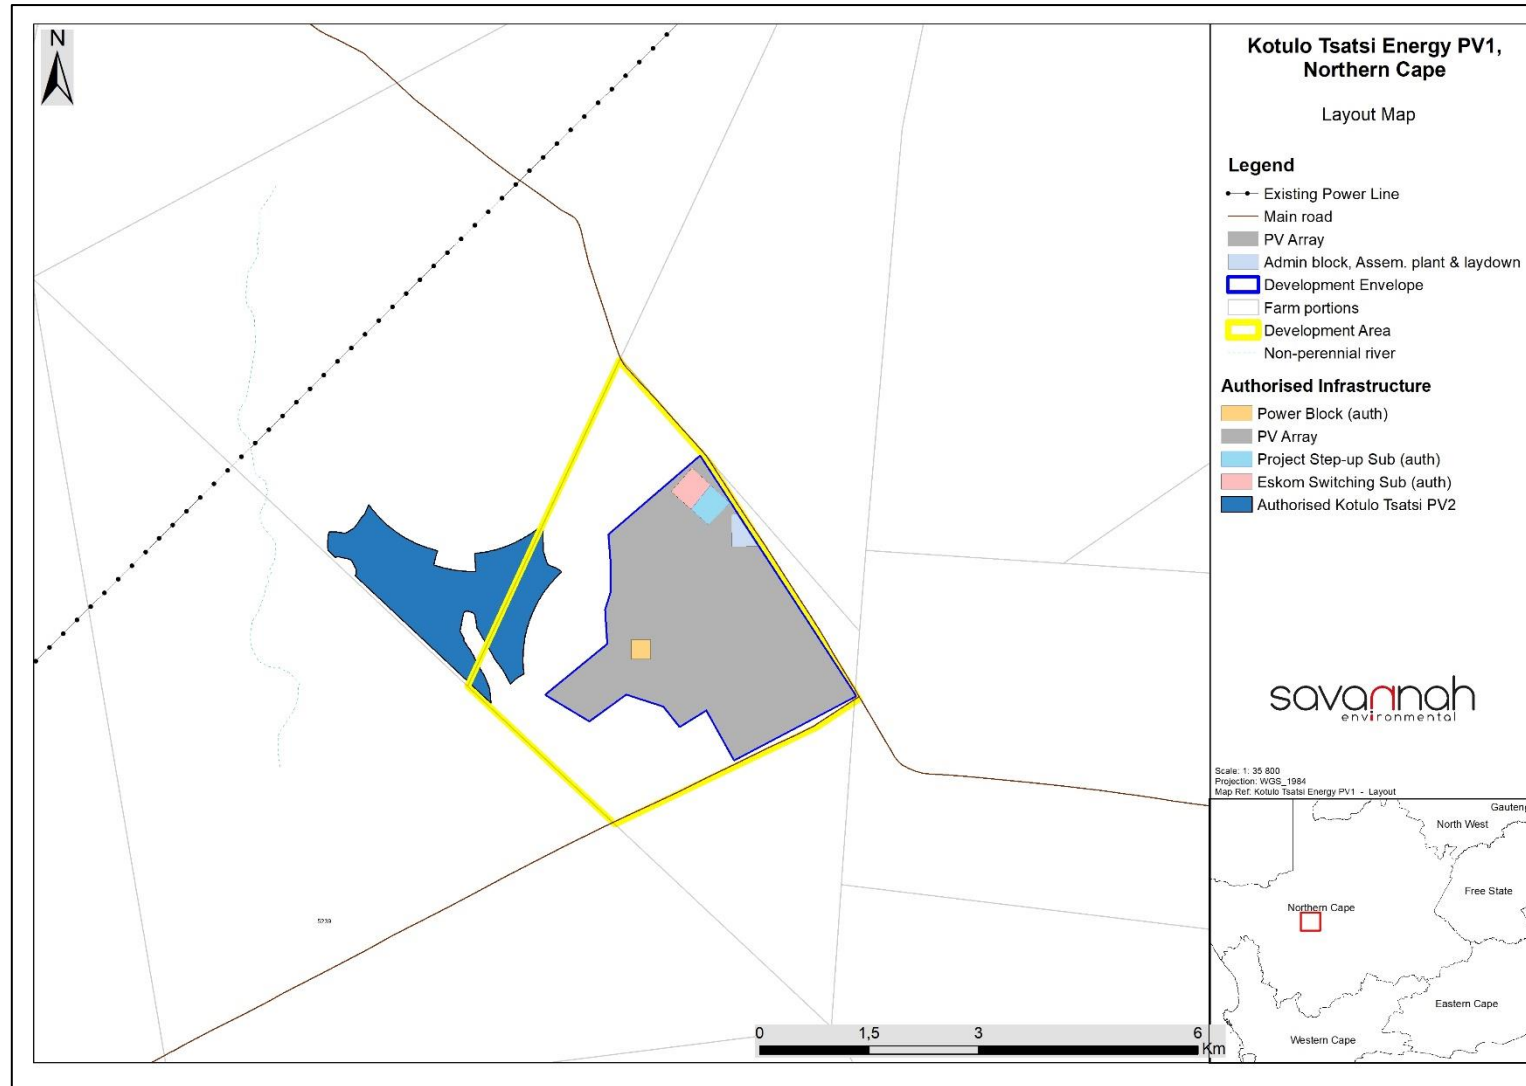 N
Kotulo Tsatsi Energy PV1,
Northern Cape
Layout Map
Legend
Existing Power Line
Main road
PV Array
Admin block, Assem. plant & laydown
Development Envelope
Farm portions
Development Area
Non-perennial river
Authorised Infrastructure
Power Block (auth)
PV Array
Project Step-up Sub (auth)
Eskom Switching Sub (auth)
Authorised Kotulo Tsatsi PV2
savannah
environmental
Scale: 1: 35 800
Projection: WGS_1984
Map Ref: Kotulo Tsatsi Energy PV1 - Layout
Gauteng
North West
Free State
Northern Cape
Eastern Cape
Western Cape
5239
0 1,5 3 6
Km